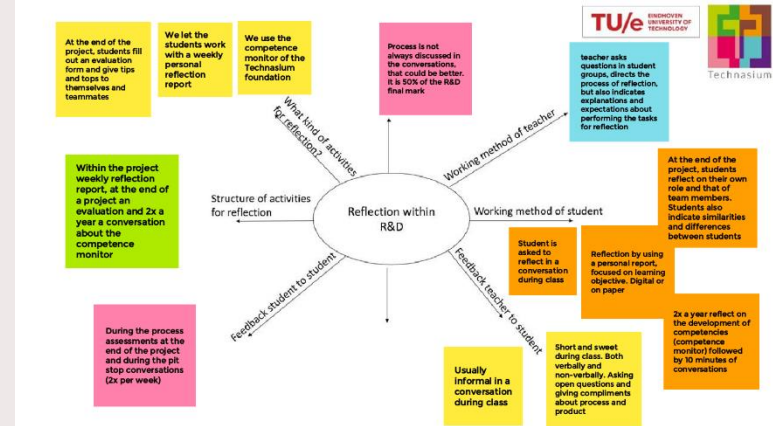 At the end of the
project, students fill
out an evaluation
form and give tips
and tops to
themselves and
teammates
We let the
students work
with a weekly
personal
reflection
report
We use the
competence
monitor of the
Technasium
foundation
Process is not
always discussed in
the conversations,
that could be better.
It is 50% of the R&D
final mark
TU/e EINDHOVEN
UNIVERSITY OF
TECHNOLOGY
Technasium
teacher asks
questions in student
groups, directs the
process of reflection,
but also indicates
explanations and
expectations about
performing the tasks
for reflection
What kind of activities
for reflection?
Working method of teacher
Within the project
weekly reflection
report, at the end of
a project an
evaluation and 2x a
year a conversation
about the
competence
monitor
Structure of activities
for reflection
Reflection within
R&D
Working method of student
At the end of the
project, students
reflect on their own
role and that of
team members.
Students also
indicate similarities
and differences
between students
Student is
asked to
reflect in a
conversation
during class
Reflection by using
a personal report,
focused on learning
objective. Digital or
on paper
2x a year reflect on
the development of
competencies
(competence
monitor) followed
by 10 minutes of
conversations
Feedback student to student
Feedback teacher to student
During the process
assessments at the
end of the project
and during the pit
stop conversations
(2x per week)
Usually
informal in a
conversation
during class
Short and sweet
during class. Both
verbally and
non-verbally. Asking
open questions and
giving compliments
about process and
product